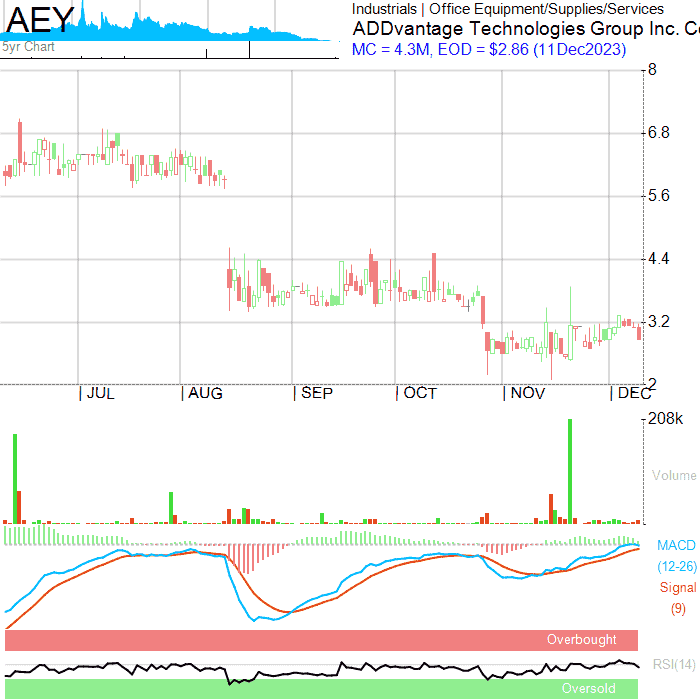 AEY
5yr Chart
Industrials | Office Equipment/Supplies/Services
ADDvantage Technologies Group Inc. Co
MC = 4.3M, EOD = $2.86 (11Dec2023)
8
6.8
5.6
4.4
3.2
2
| JUL | AUG | SEP | OCT | NOV | DEC
208k
Volume
MACD
(12-26)
Signal
(9)
Overbought
RSI(14)
Oversold